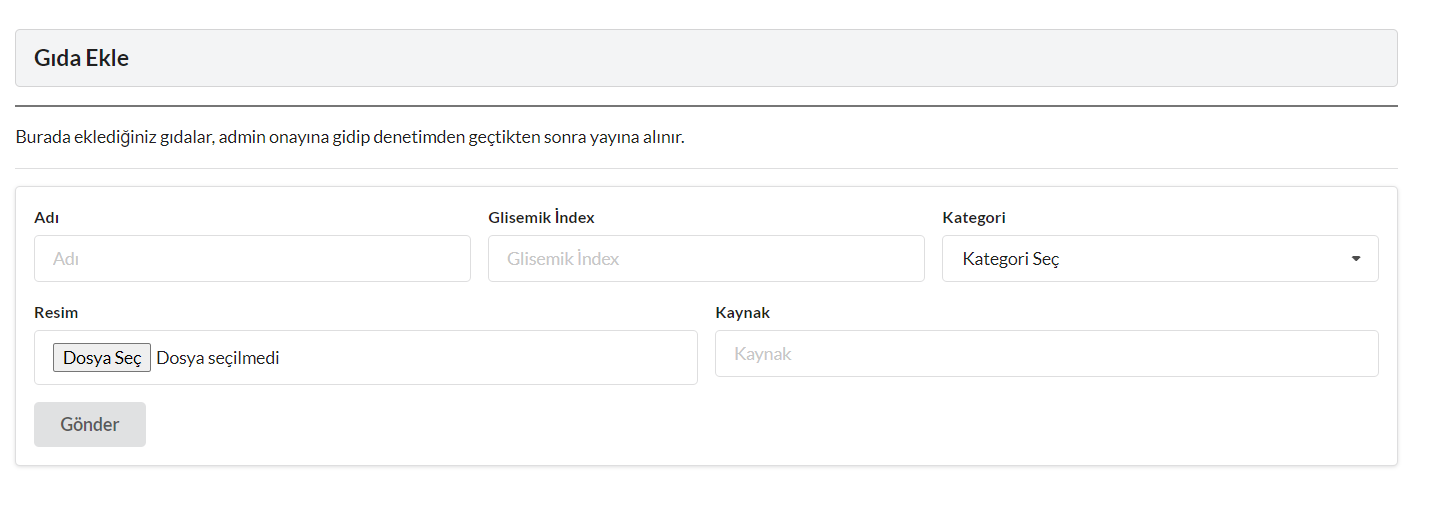 Gıda Ekle
Burada eklediğiniz gıdalar, admin onayına gidip denetimden geçtikten sonra yayına alınır.
Adı Glisemik İndex Kategori
Adı Glisemik İndex Kategori Seç
Resim Kaynak
Dosya Seç Dosya seçilmedi Kaynak
Gönder